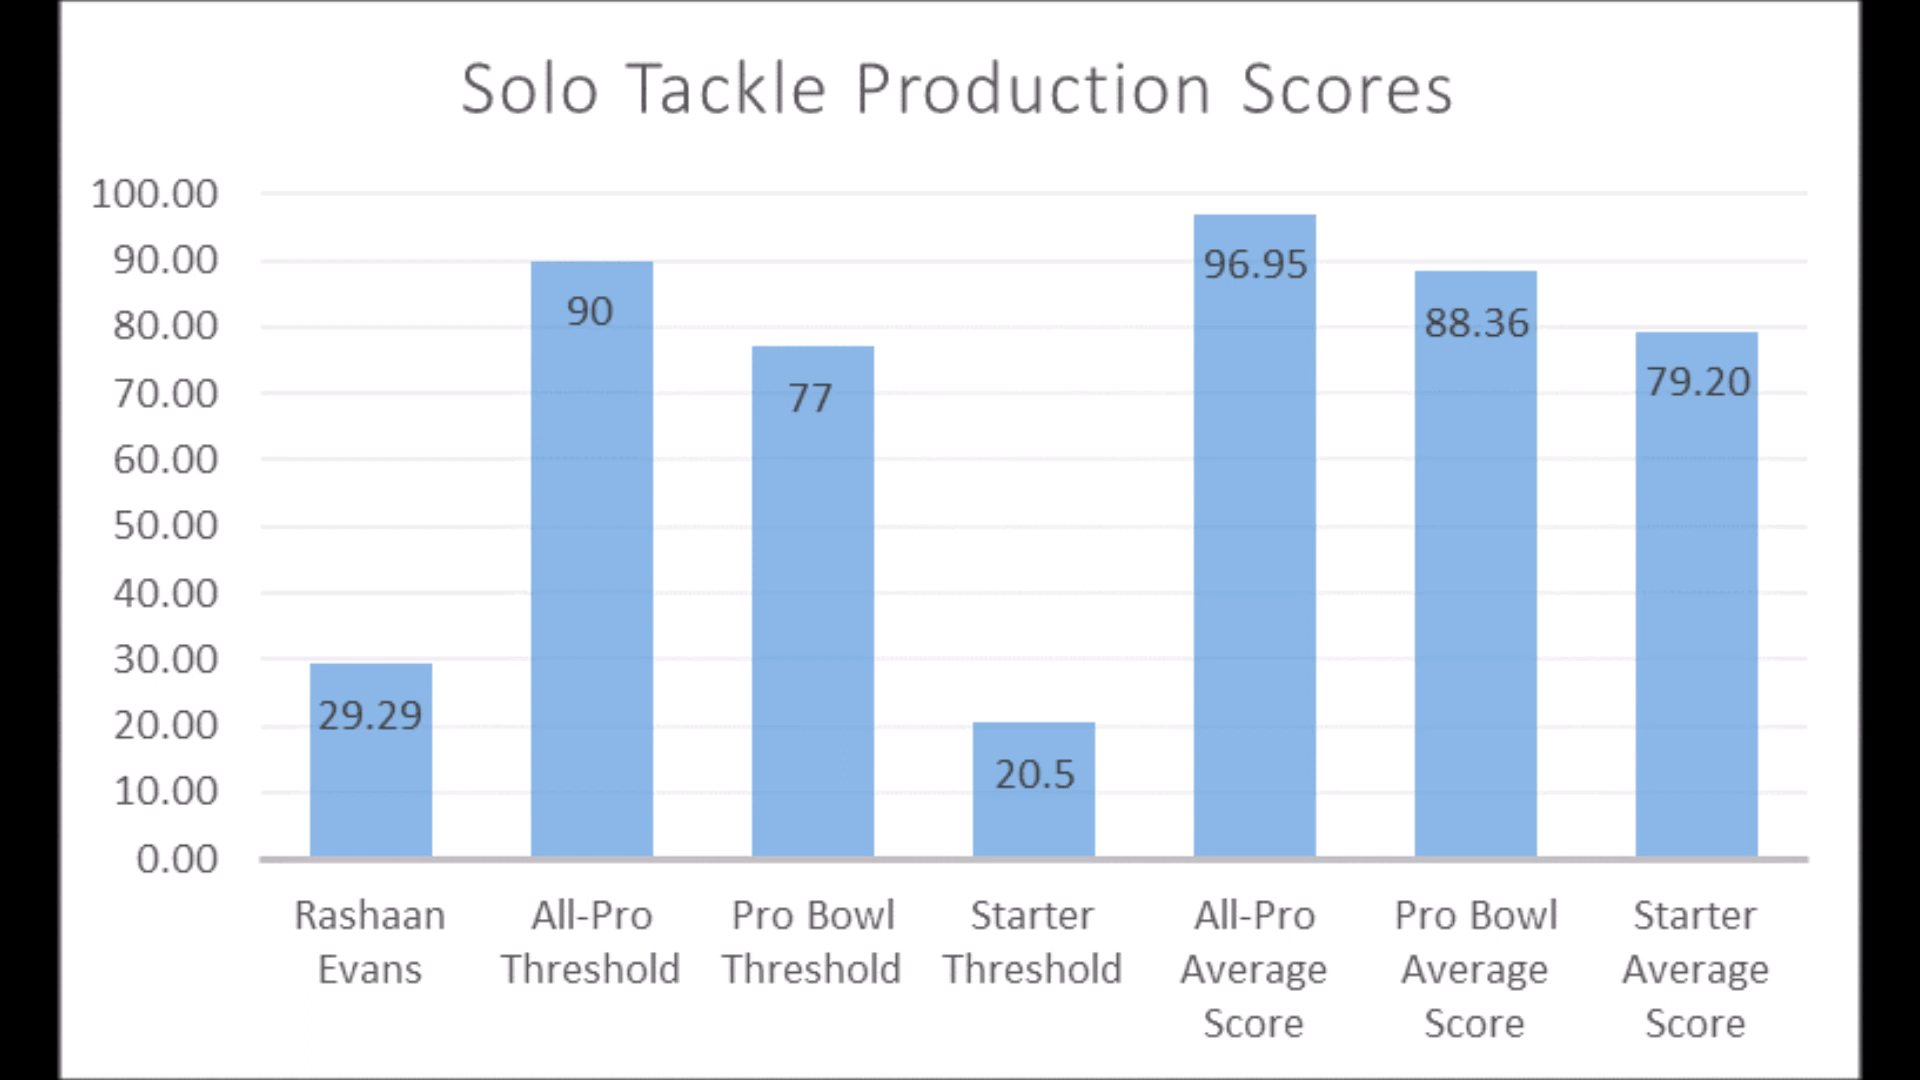 Solo Tackle Production Scores
100.00
90.00
80.00
70.00
60.00
50.00
40.00
30.00
20.00
10.00
0.00
29.29
90
77
20.5
96.95
88.36
79.20
Rashaan
Evans
All-Pro
Threshold
Pro Bowl
Threshold
Starter
Threshold
All-Pro
Average
Score
Pro Bowl
Average
Score
Starter
Average
Score